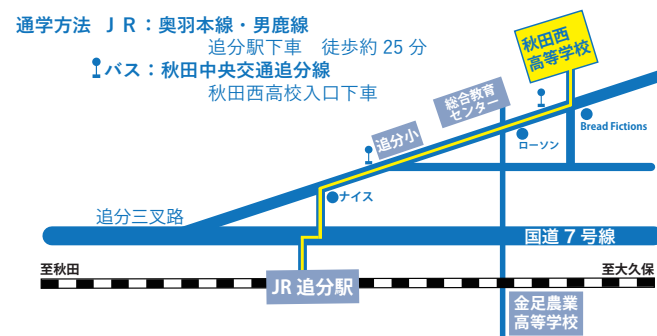 通学方法 ＪＲ：奥羽本線・男鹿線
追分駅下車　徒歩約 25 分
バス：秋田中央交通追分線
秋田西高校入口下車
秋田西
高等学校
総合教育
センター
Bread Fictions
追分小
ローソン
ナイス
追分三叉路
国道７号線
至秋田
至大久保
JR 追分駅
金足農業
高等学校